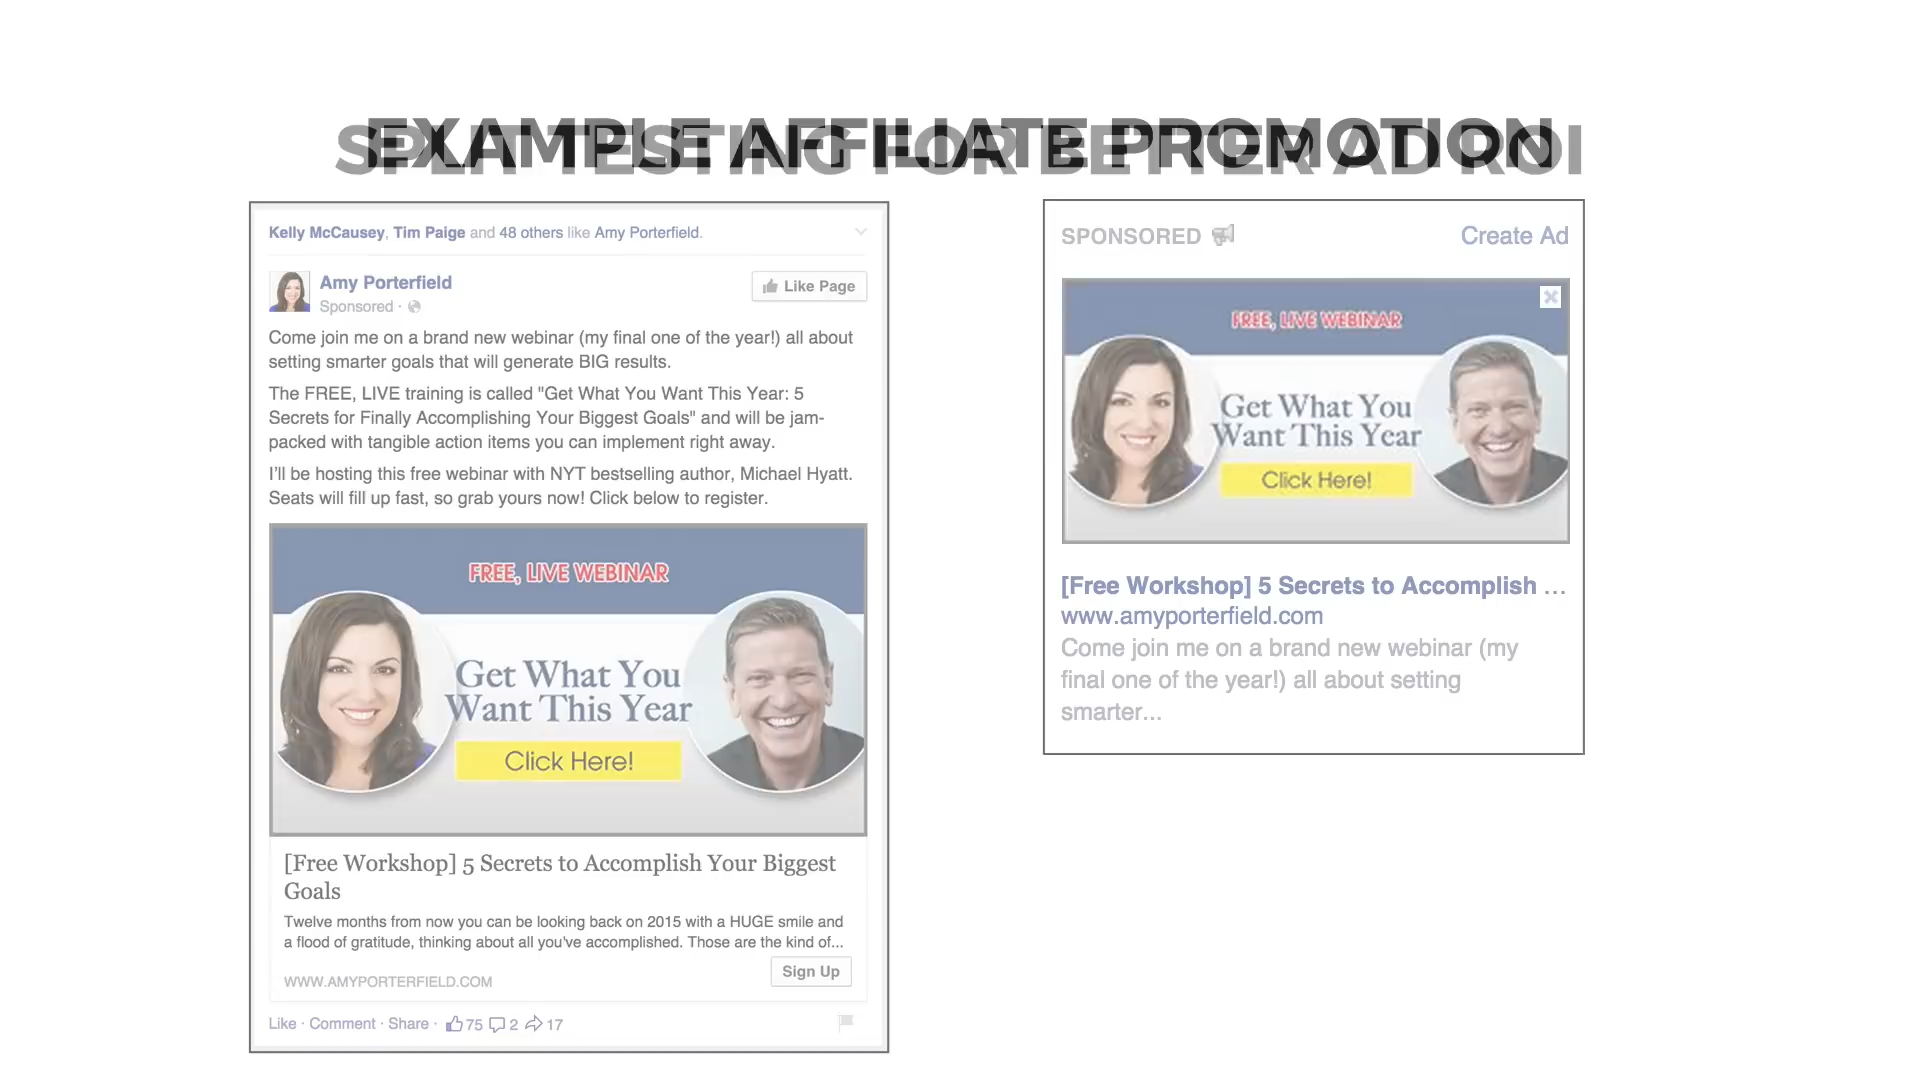 EXAMPLE AFFILIATE PROMOTION
SPLIT TESTING FOR BETTER AD ROI
Kelly McCausey, Tim Paige and 48 others like Amy Porterfield.
Amy Porterfield
Like Page
Sponsored ·
Come join me on a brand new webinar (my final one of the year!) all about
setting smarter goals that will generate BIG results.
The FREE, LIVE training is called "Get What You Want This Year: 5
Secrets for Finally Accomplishing Your Biggest Goals" and will be jam-
packed with tangible action items you can implement right away.
I'll be hosting this free webinar with NYT bestselling author, Michael Hyatt.
Seats will fill up fast, so grab yours now! Click below to register.
FREE, LIVE WEBINAR
Get What You
Want This Year
Click Here!
[Free Workshop] 5 Secrets to Accomplish Your Biggest
Goals
Twelve months from now you can be looking back on 2015 with a HUGE smile and
a flood of gratitude, thinking about all you've accomplished. Those are the kind of...
WWW.AMYPORTERFIELD.COM
Sign Up
Like · Comment · Share · 75 2 17
SPONSORED
Create Ad
FREE, LIVE WEBINAR
Get What You
Want This Year
Click Here!
[Free Workshop] 5 Secrets to Accomplish ...
www.amyporterfield.com
Come join me on a brand new webinar (my
final one of the year!) all about setting
smarter...